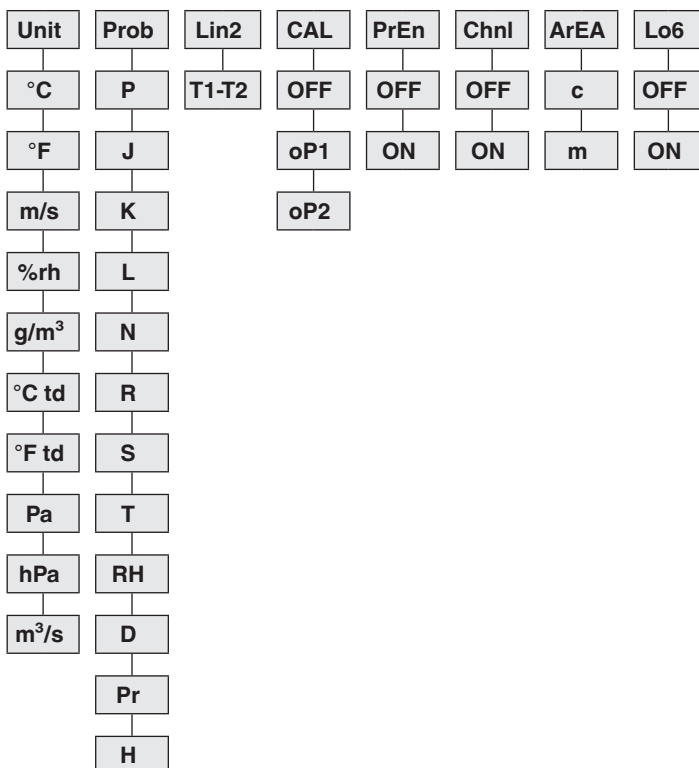 Unit Prob Lin2 CAL PrEn Chnl ArEA Lo6
°C P T1-T2 OFF OFF OFF c OFF
°F J oP1 ON ON m ON
m/s K oP2
%rh L
g/m³ N
°C td R
°F td S
Pa T
hPa RH
m³/s D
Pr
H